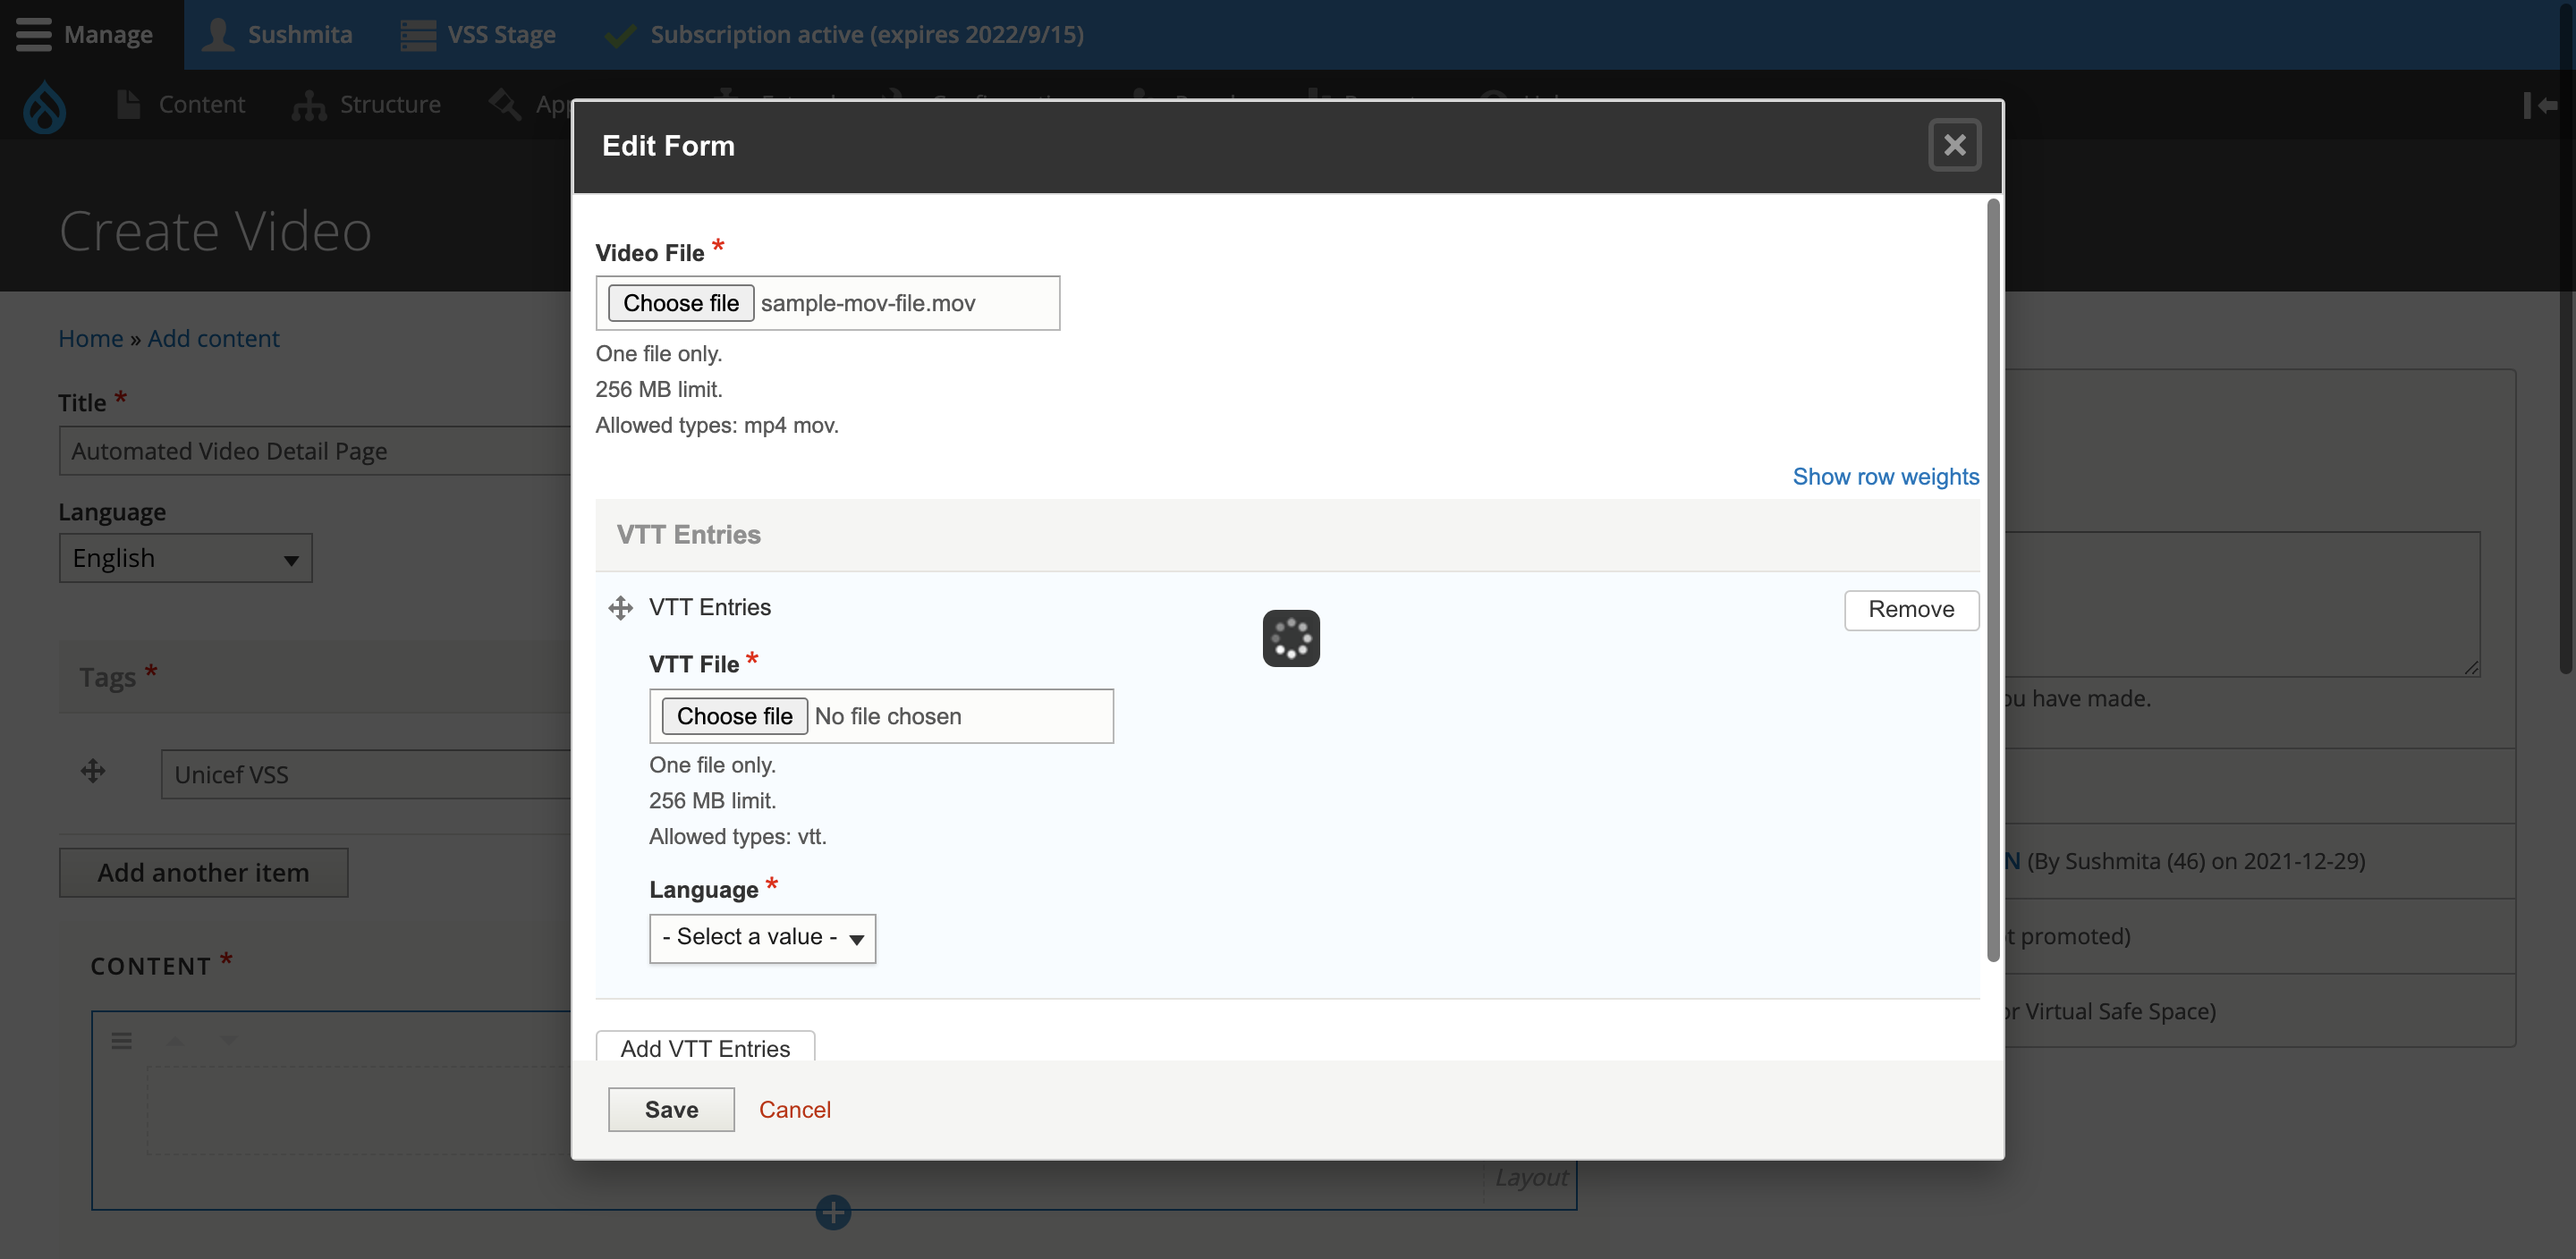 Manage Sushmita VSS Stage Subscription active (expires 2022/9/15)
Content Structure
Edit Form
Create Video
Home » Add content
Title *
Automated Video Detail Page
Language
English
Tags *
Unicef VSS
Add another item
CONTENT *
Video File *
Choose file sample-mov-file.mov
One file only.
256 MB limit.
Allowed types: mp4 mov.
Show row weights
VTT Entries
VTT Entries
Remove
VTT File *
Choose file No file chosen
One file only.
256 MB limit.
Allowed types: vtt.
Language *
- Select a value -
Add VTT Entries
Save Cancel
have made.
(By Sushmita (46) on 2021-12-29)
promoted)
Virtual Safe Space)
Layout